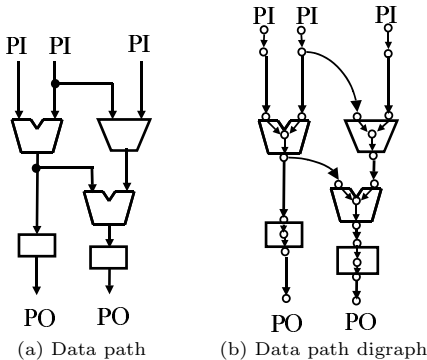 PI PI PI
PI PI PI
PO PO
PO PO
(a) Data path
(b) Data path digraph